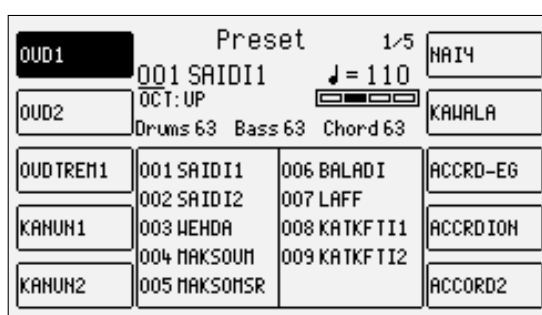 OUD1
OUD2
OUDTREM1
KANUN1
KANUN2
Preset 1/5
001 SAIDI1 ♩=110
OCT:UP
Drums 63 Bass 63 Chord 63
001 SAIDI1
002 SAIDI2
003 WEHDA
004 MAKSOUM
005 MAKSOMSR
006 BALADI
007 LAFF
008 KATKFTI1
009 KATKFTI2
NAI4
KAWALA
ACCRD-EG
ACCRDION
ACCORD2